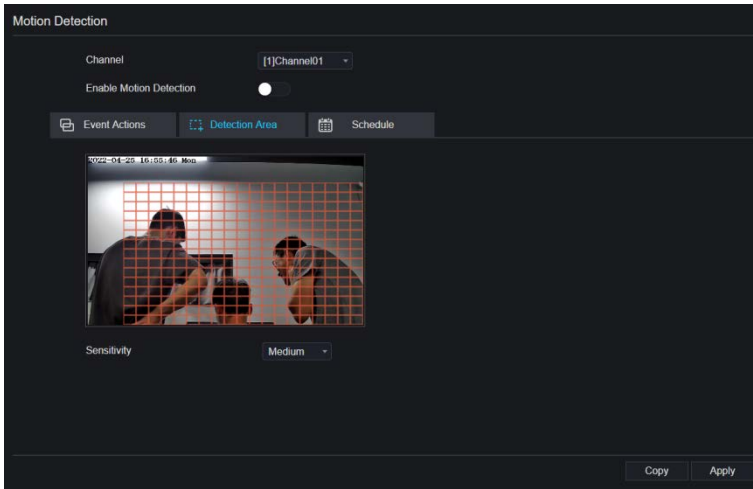 Motion Detection
Channel [1]Channel01
Enable Motion Detection
Event Actions Detection Area Schedule
2022-04-25 16:55:46 Mon
Sensitivity Medium
Copy Apply